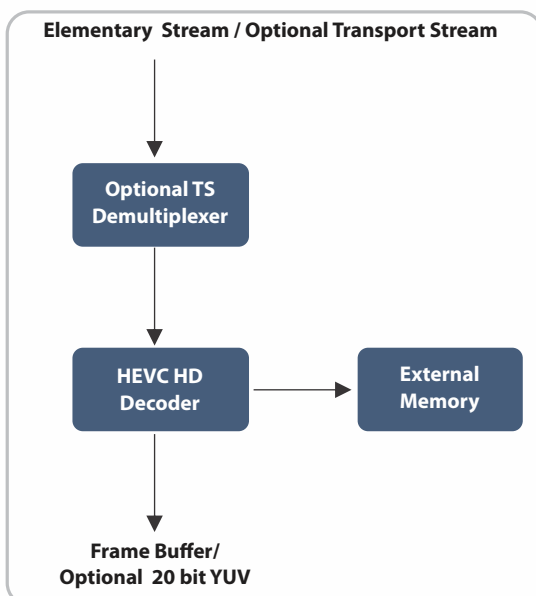 Elementary Stream / Optional Transport Stream
Optional TS
Demultiplexer
HEVC HD
Decoder
External
Memory
Frame Buffer/
Optional 20 bit YUV